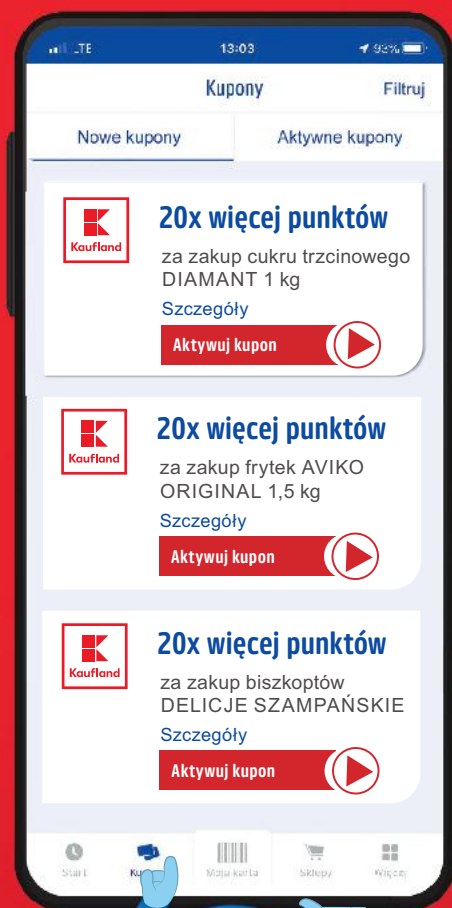 LTE 13:03 93%
Kupony Filtruj
Nowe kupony Aktywne kupony
Kaufland
20x więcej punktów
za zakup cukru trzcinowego
DIAMANT 1 kg
Szczegóły
Aktywuj kupon
Kaufland
20x więcej punktów
za zakup frytek AVIKO
ORIGINAL 1,5 kg
Szczegóły
Aktywuj kupon
Kaufland
20x więcej punktów
za zakup biszkoptów
DELICJE SZAMPAŃSKIE
Szczegóły
Aktywuj kupon
Start Moja karta Sklepy Więcej